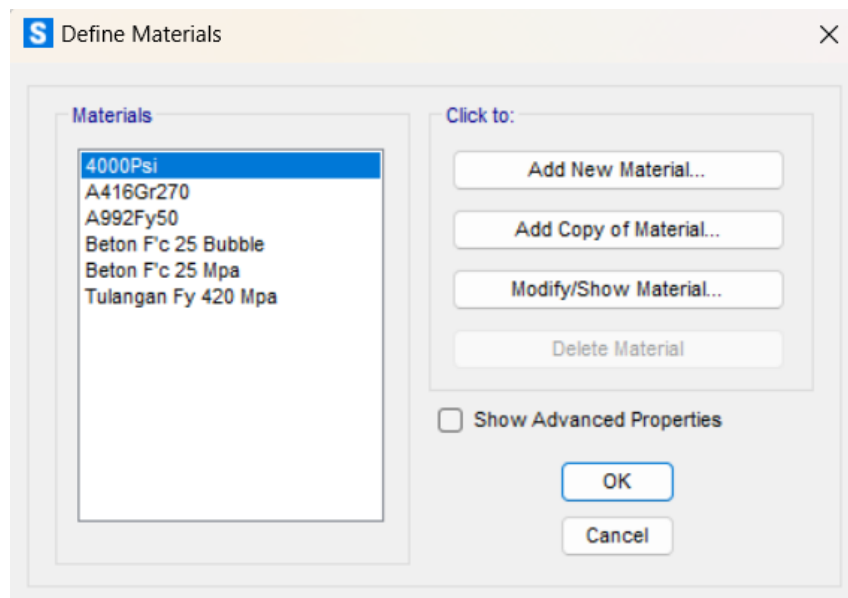 S Define Materials
Materials
4000Psi
A416Gr270
A992Fy50
Beton F'c 25 Bubble
Beton F'c 25 Mpa
Tulangan Fy 420 Mpa
Click to:
Add New Material...
Add Copy of Material...
Modify/Show Material...
Delete Material
Show Advanced Properties
OK
Cancel